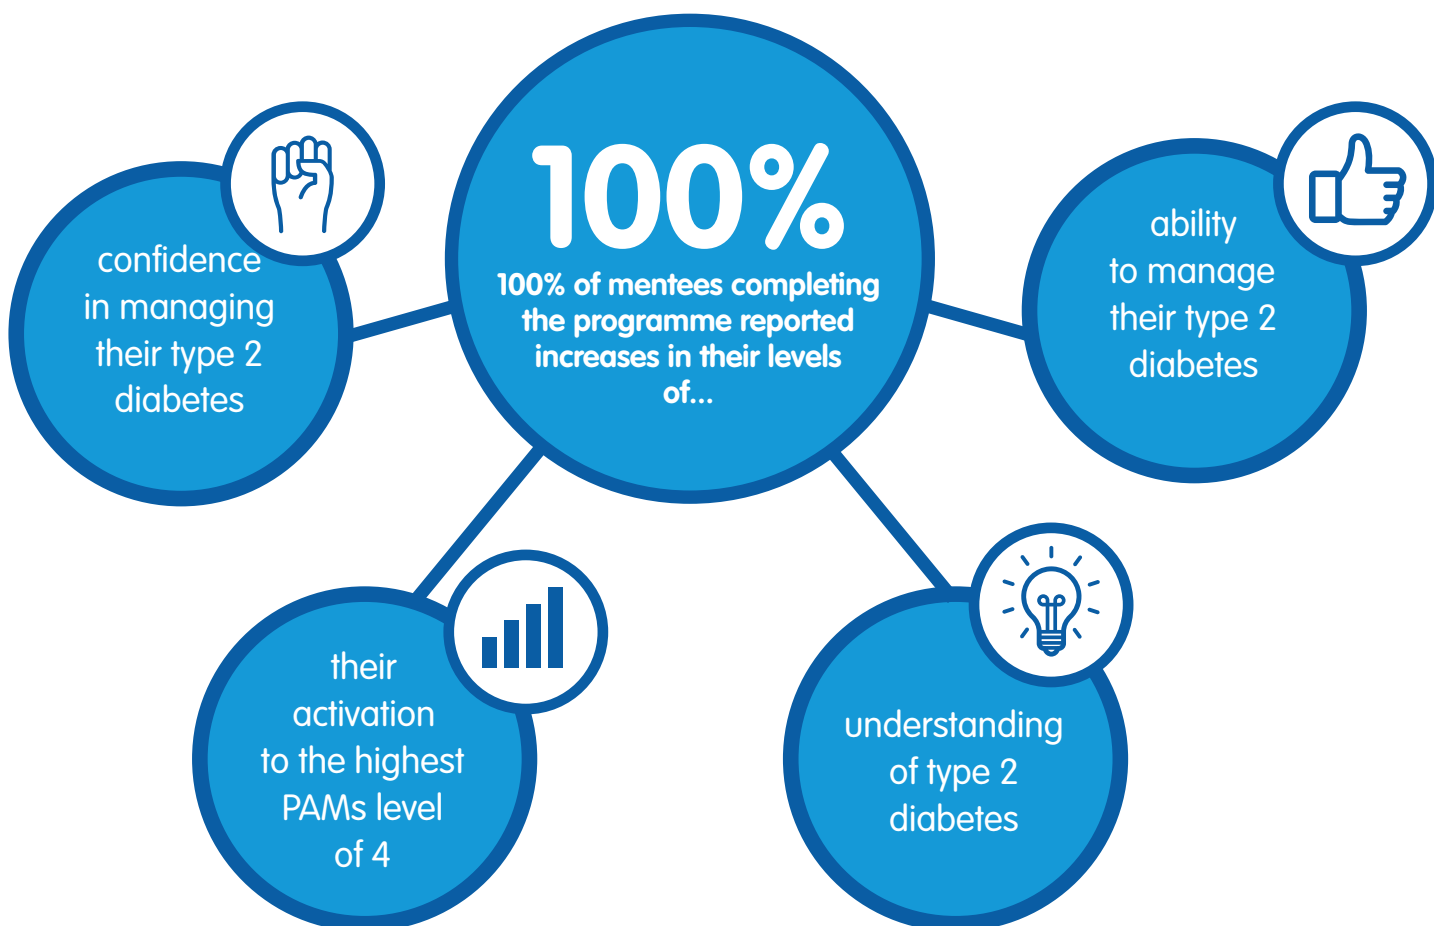 100%
100% of mentees completing
the programme reported
increases in their levels
of...
confidence
in managing
their type 2
diabetes
ability
to manage
their type 2
diabetes
their
activation
to the highest
PAMs level
of 4
understanding
of type 2
diabetes